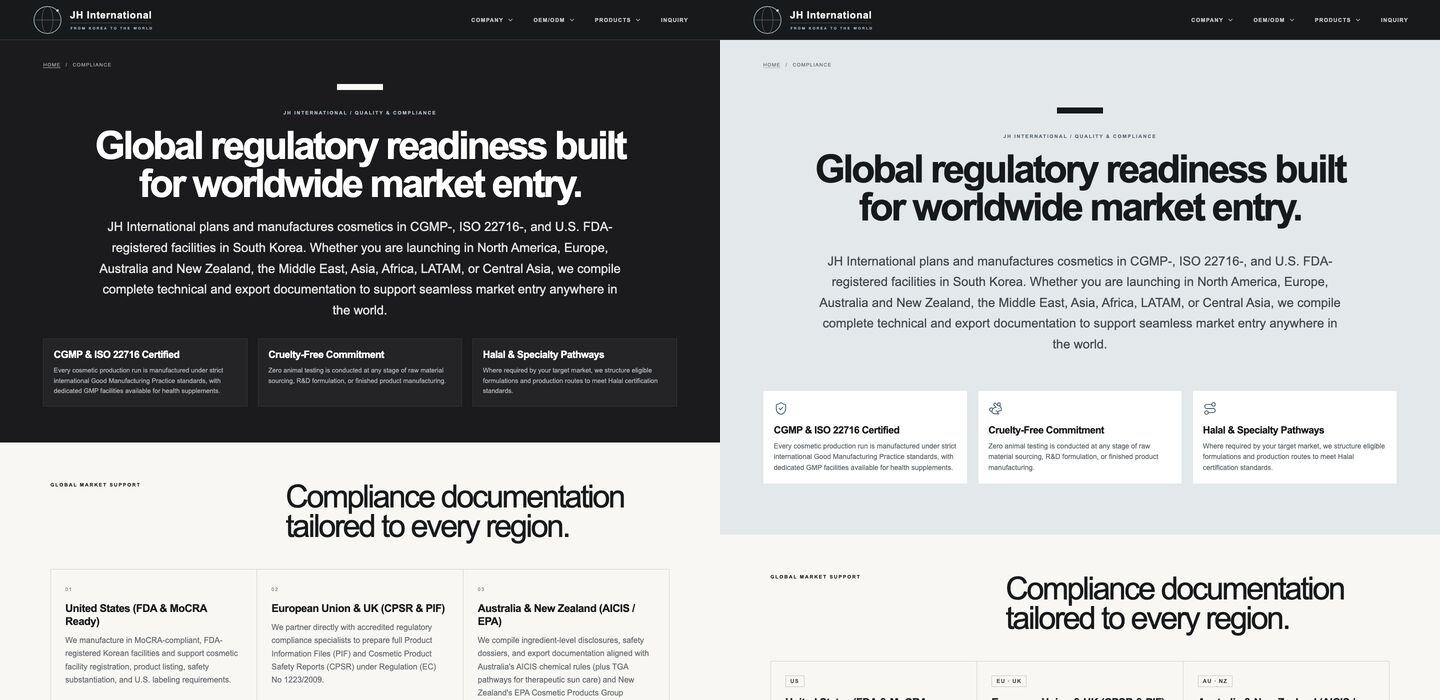 JH International
FROM KOREA TO THE WORLD
COMPANY
OEM/ODM
PRODUCTS
INQUIRY
HOME / COMPLIANCE
JH INTERNATIONAL / QUALITY & COMPLIANCE
Global regulatory readiness built
for worldwide market entry.
JH International plans and manufactures cosmetics in CGMP-, ISO 22716-, and U.S. FDA-
registered facilities in South Korea. Whether you are launching in North America, Europe,
Australia and New Zealand, the Middle East, Asia, Africa, LATAM, or Central Asia, we compile
complete technical and export documentation to support seamless market entry anywhere in
the world.
CGMP & ISO 22716 Certified
Every cosmetic production run is manufactured under strict
international Good Manufacturing Practice standards, with
dedicated GMP facilities available for health supplements.
Cruelty-Free Commitment
Zero animal testing is conducted at any stage of raw material
sourcing, R&D formulation, or finished product manufacturing.
Halal & Specialty Pathways
Where required by your target market, we structure eligible
formulations and production routes to meet Halal certification
standards.
GLOBAL MARKET SUPPORT
Compliance documentation
tailored to every region.
01
United States (FDA & MoCRA
Ready)
We manufacture in MoCRA-compliant, FDA-
registered Korean facilities and support cosmetic
facility registration, product listing, safety
substantiation, and U.S. labeling requirements.
02
European Union & UK (CPSR & PIF)
We partner directly with accredited regulatory
compliance specialists to prepare full Product
Information Files (PIF) and Cosmetic Product
Safety Reports (CPSR) under Regulation (EC)
No 1223/2009.
03
Australia & New Zealand (AICIS /
EPA)
We compile ingredient-level disclosures, safety
dossiers, and export documentation aligned with
Australia's AICIS chemical rules (plus TGA
pathways for therapeutic sun care) and New
Zealand's EPA Cosmetic Products Group
JH International
FROM KOREA TO THE WORLD
COMPANY
OEM/ODM
PRODUCTS
INQUIRY
HOME / COMPLIANCE
JH INTERNATIONAL / QUALITY & COMPLIANCE
Global regulatory readiness built
for worldwide market entry.
JH International plans and manufactures cosmetics in CGMP-, ISO 22716-, and U.S. FDA-
registered facilities in South Korea. Whether you are launching in North America, Europe,
Australia and New Zealand, the Middle East, Asia, Africa, LATAM, or Central Asia, we compile
complete technical and export documentation to support seamless market entry anywhere in
the world.
CGMP & ISO 22716 Certified
Every cosmetic production run is manufactured under strict
international Good Manufacturing Practice standards, with
dedicated GMP facilities available for health supplements.
Cruelty-Free Commitment
Zero animal testing is conducted at any stage of raw
material sourcing, R&D formulation, or finished product
manufacturing.
Halal & Specialty Pathways
Where required by your target market, we structure eligible
formulations and production routes to meet Halal
certification standards.
GLOBAL MARKET SUPPORT
Compliance documentation
tailored to every region.
US
EU · UK
AU · NZ